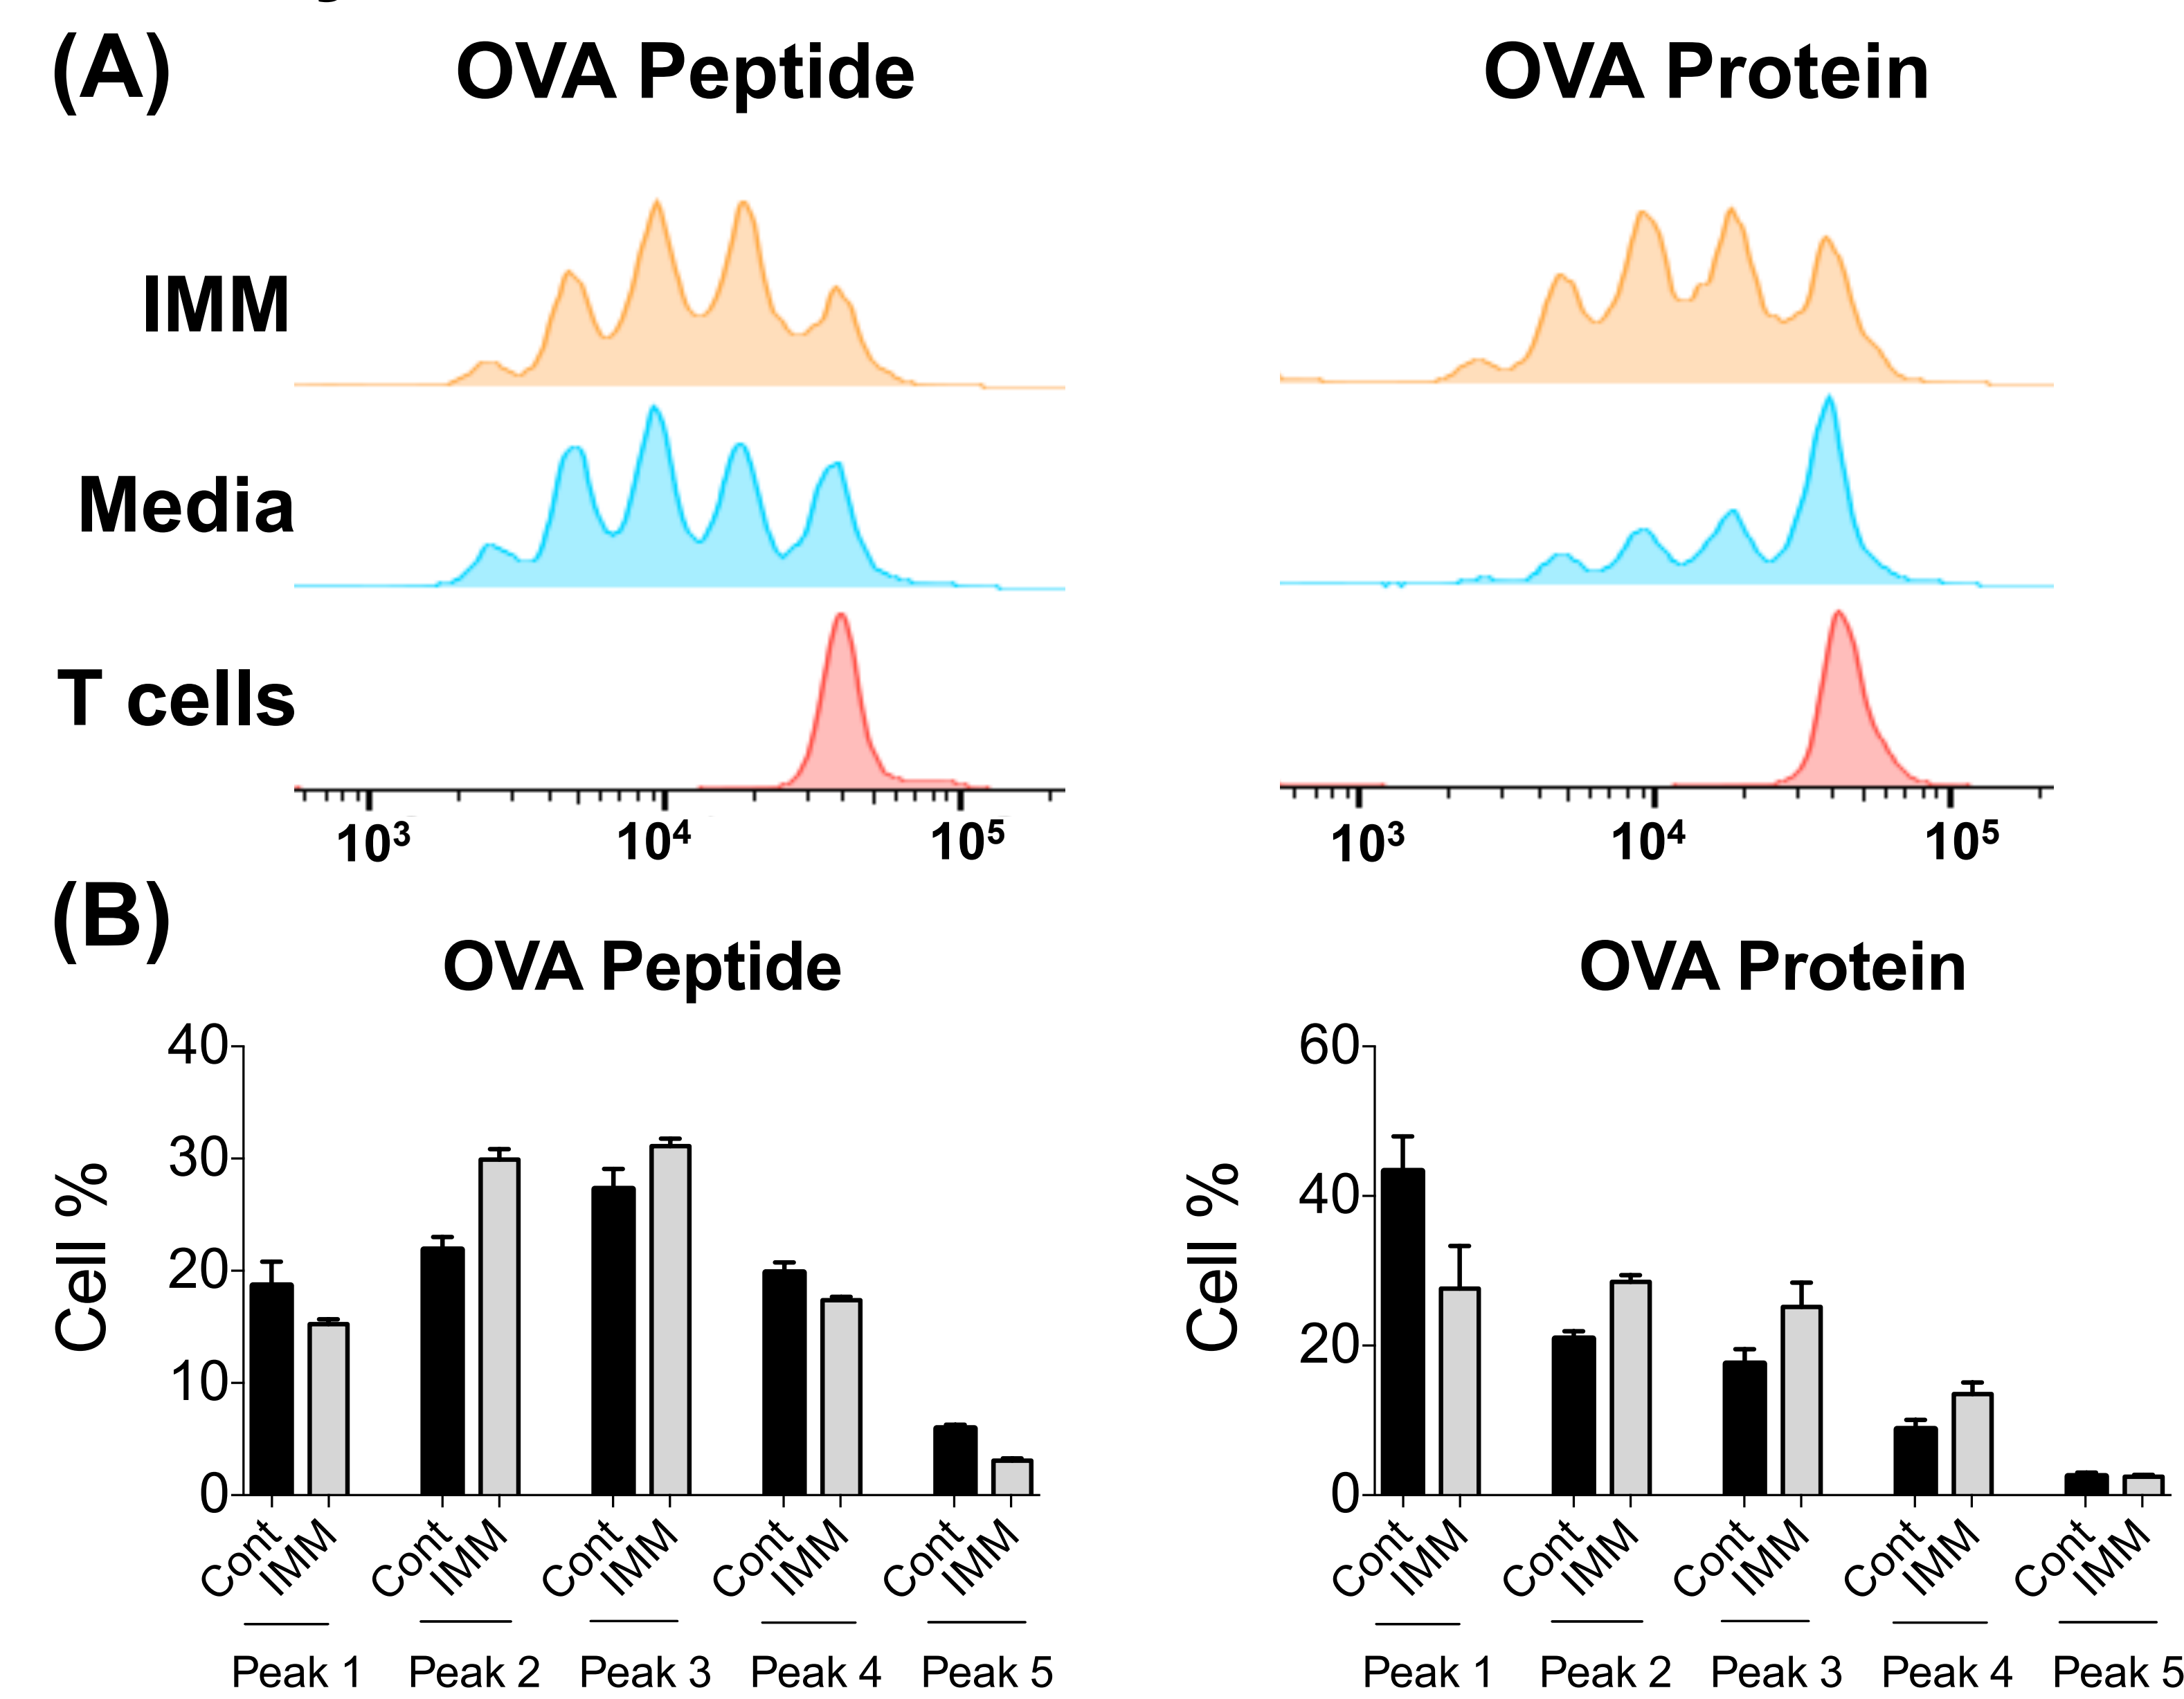 (A)
OVA Peptide
OVA Protein
IMM
Media
T cells
10³ 10⁴ 10⁵
10³ 10⁴ 10⁵
(B)
OVA Peptide
Cell %
40
30
20
10
0
Cont IMM Cont IMM Cont IMM Cont IMM Cont IMM
Peak 1 Peak 2 Peak 3 Peak 4 Peak 5
OVA Protein
Cell %
60
40
20
0
Cont IMM Cont IMM Cont IMM Cont IMM Cont IMM
Peak 1 Peak 2 Peak 3 Peak 4 Peak 5